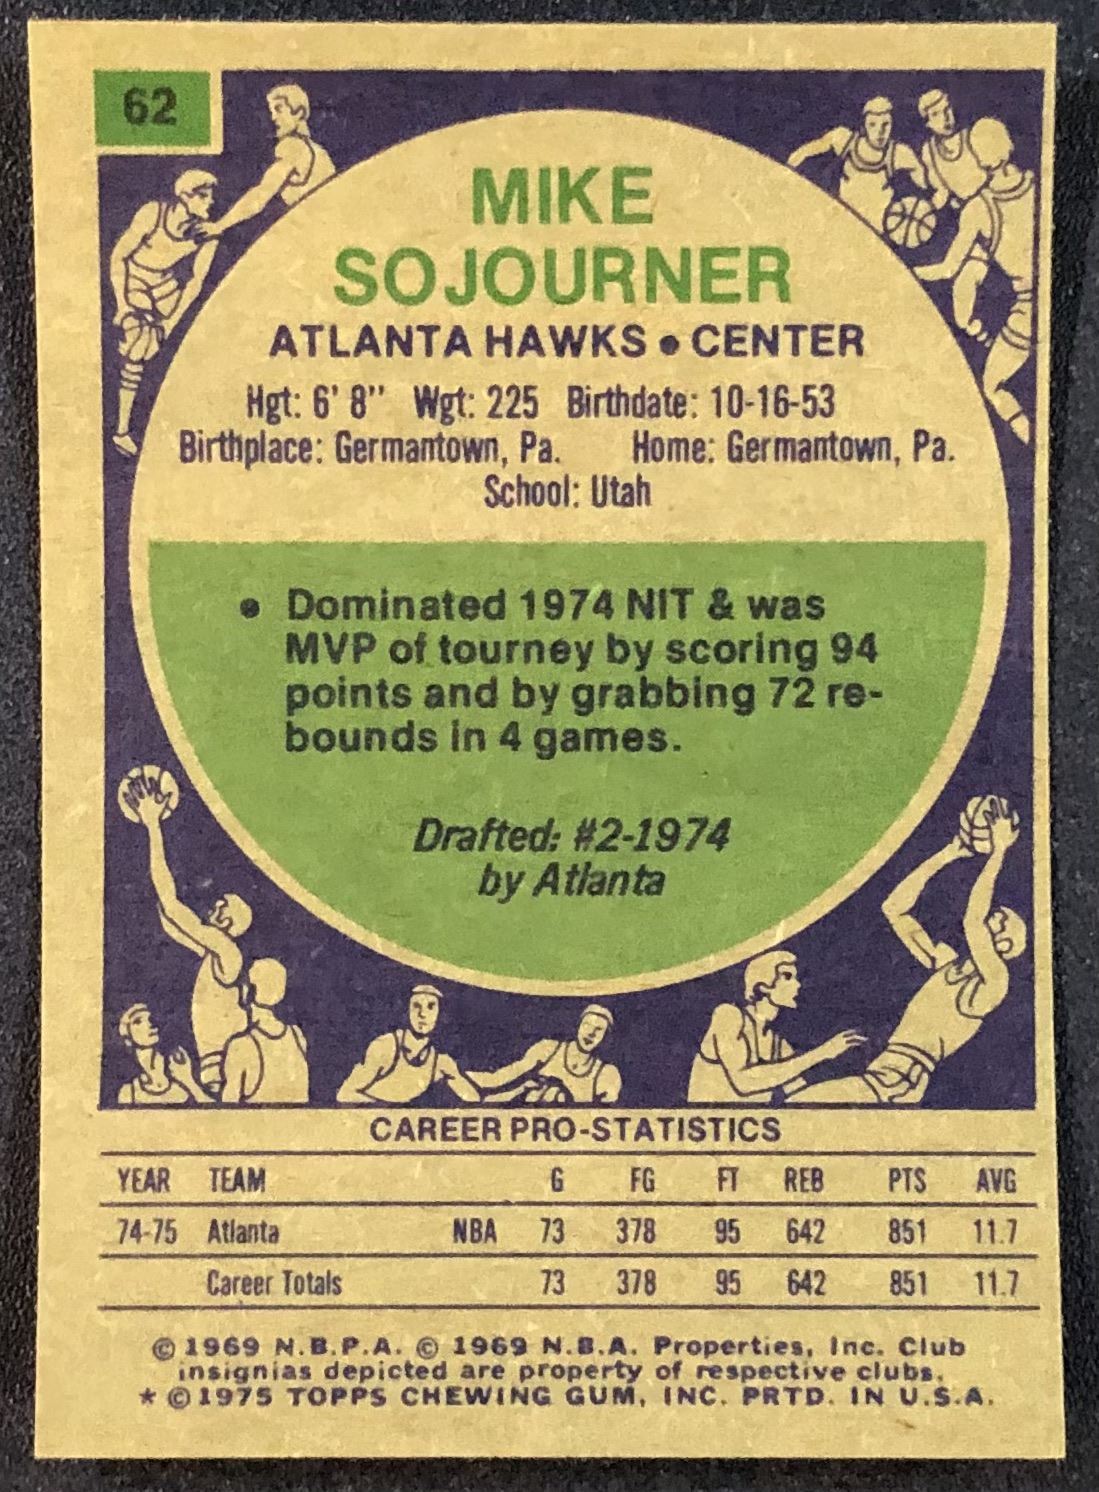 62
MIKE
SOJOURNER
ATLANTA HAWKS • CENTER
Hgt: 6' 8" Wgt: 225 Birthdate: 10-16-53
Birthplace: Germantown, Pa. Home: Germantown, Pa.
School: Utah
• Dominated 1974 NIT & was
MVP of tourney by scoring 94
points and by grabbing 72 re-
bounds in 4 games.
Drafted: #2-1974
by Atlanta
CAREER PRO-STATISTICS
YEAR TEAM G FG FT REB PTS AVG
74-75 Atlanta NBA 73 378 95 642 851 11.7
Career Totals 73 378 95 642 851 11.7
© 1969 N.B.P.A. © 1969 N.B.A. Properties, Inc. Club
insignias depicted are property of respective clubs.
* © 1975 TOPPS CHEWING GUM, INC. PRTD. IN U.S.A.